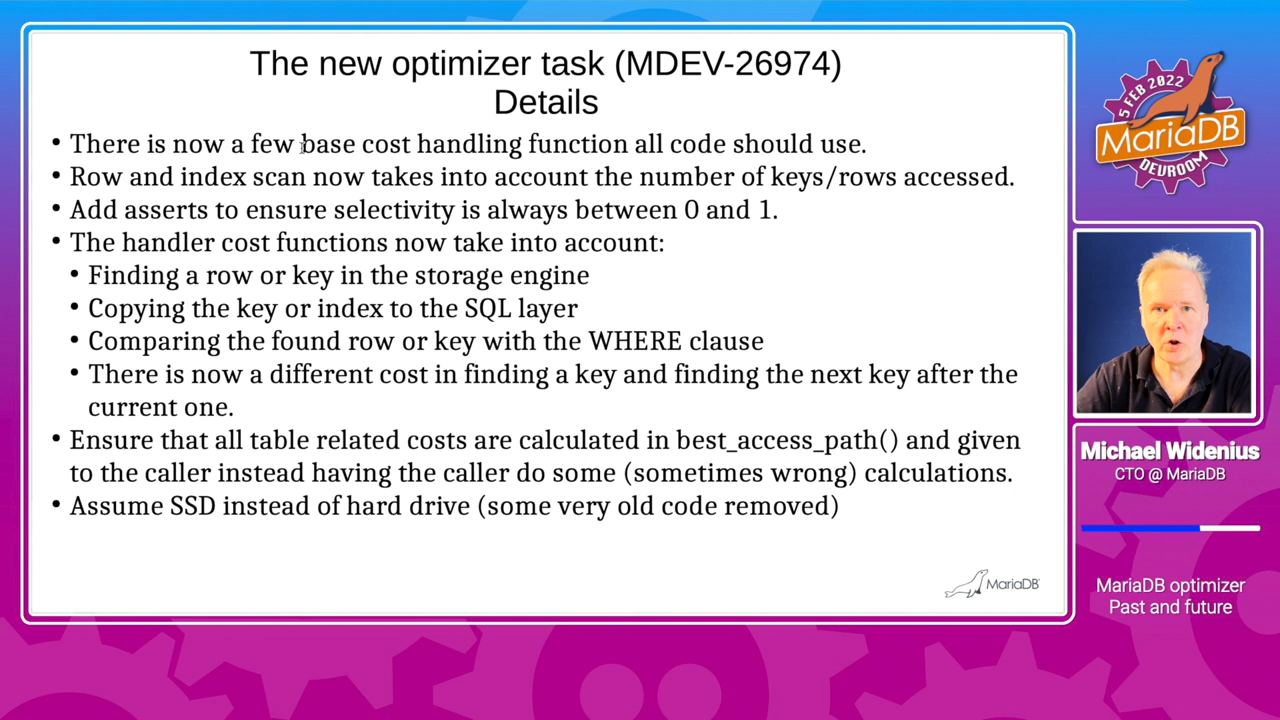 The new optimizer task (MDEV-26974)
Details
• There is now a few base cost handling function all code should use.
• Row and index scan now takes into account the number of keys/rows accessed.
• Add asserts to ensure selectivity is always between 0 and 1.
• The handler cost functions now take into account:
• Finding a row or key in the storage engine
• Copying the key or index to the SQL layer
• Comparing the found row or key with the WHERE clause
• There is now a different cost in finding a key and finding the next key after the
current one.
• Ensure that all table related costs are calculated in best_access_path() and given
to the caller instead having the caller do some (sometimes wrong) calculations.
• Assume SSD instead of hard drive (some very old code removed)
MariaDB
5 FEB 2022
MariaDB
DEVROOM
Michael Widenius
CTO @ MariaDB
MariaDB optimizer
Past and future